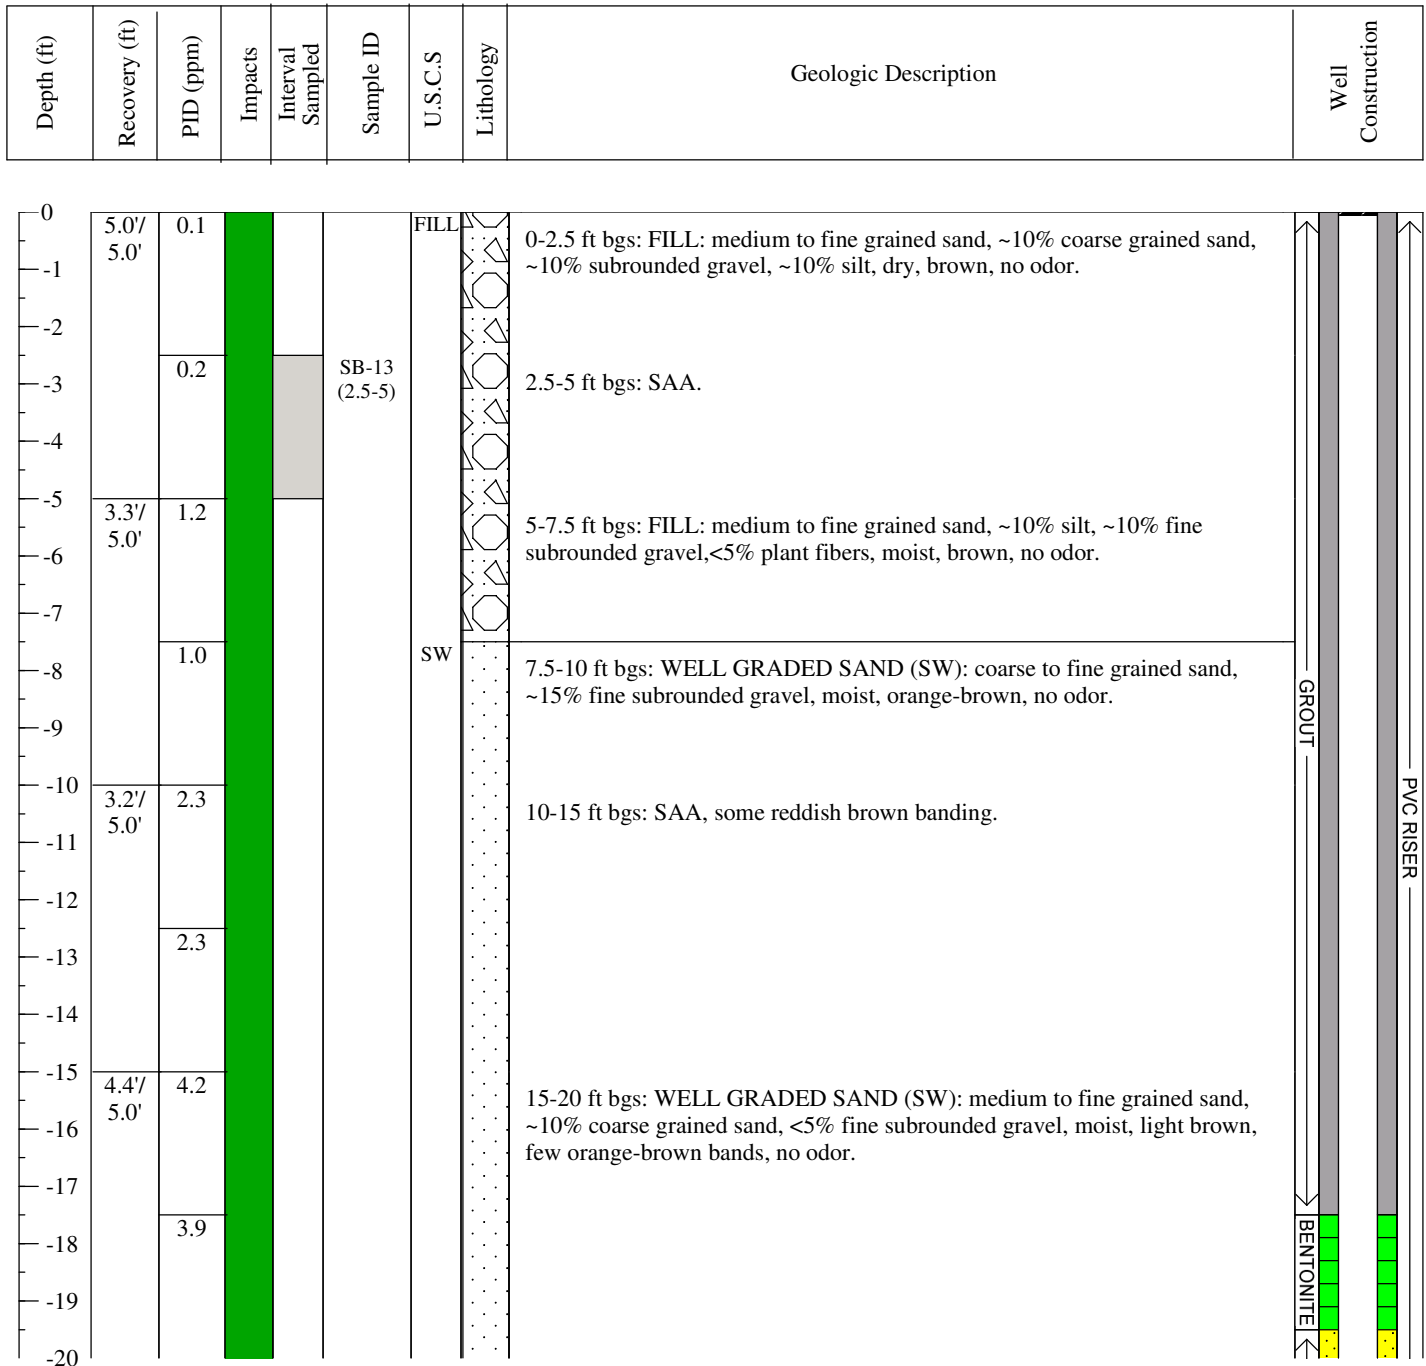 Depth (ft)
Recovery (ft)
PID (ppm)
Impacts
Interval
Sampled
Sample ID
U.S.C.S
Lithology
Geologic Description
Well
Construction
0
5.0'/
5.0'
0.1
FILL
0-2.5 ft bgs: FILL: medium to fine grained sand, ~10% coarse grained sand,
~10% subrounded gravel, ~10% silt, dry, brown, no odor.
-1
-2
0.2
SB-13
(2.5-5)
2.5-5 ft bgs: SAA.
-3
-4
-5
3.3'/
5.0'
1.2
5-7.5 ft bgs: FILL: medium to fine grained sand, ~10% silt, ~10% fine
subrounded gravel,<5% plant fibers, moist, brown, no odor.
-6
-7
1.0
SW
7.5-10 ft bgs: WELL GRADED SAND (SW): coarse to fine grained sand,
~15% fine subrounded gravel, moist, orange-brown, no odor.
-8
GROUT
-9
-10
3.2'/
5.0'
2.3
10-15 ft bgs: SAA, some reddish brown banding.
PVC RISER
-11
-12
2.3
-13
-14
-15
4.4'/
5.0'
4.2
15-20 ft bgs: WELL GRADED SAND (SW): medium to fine grained sand,
~10% coarse grained sand, <5% fine subrounded gravel, moist, light brown,
few orange-brown bands, no odor.
-16
-17
3.9
-18
BENTONITE
-19
-20